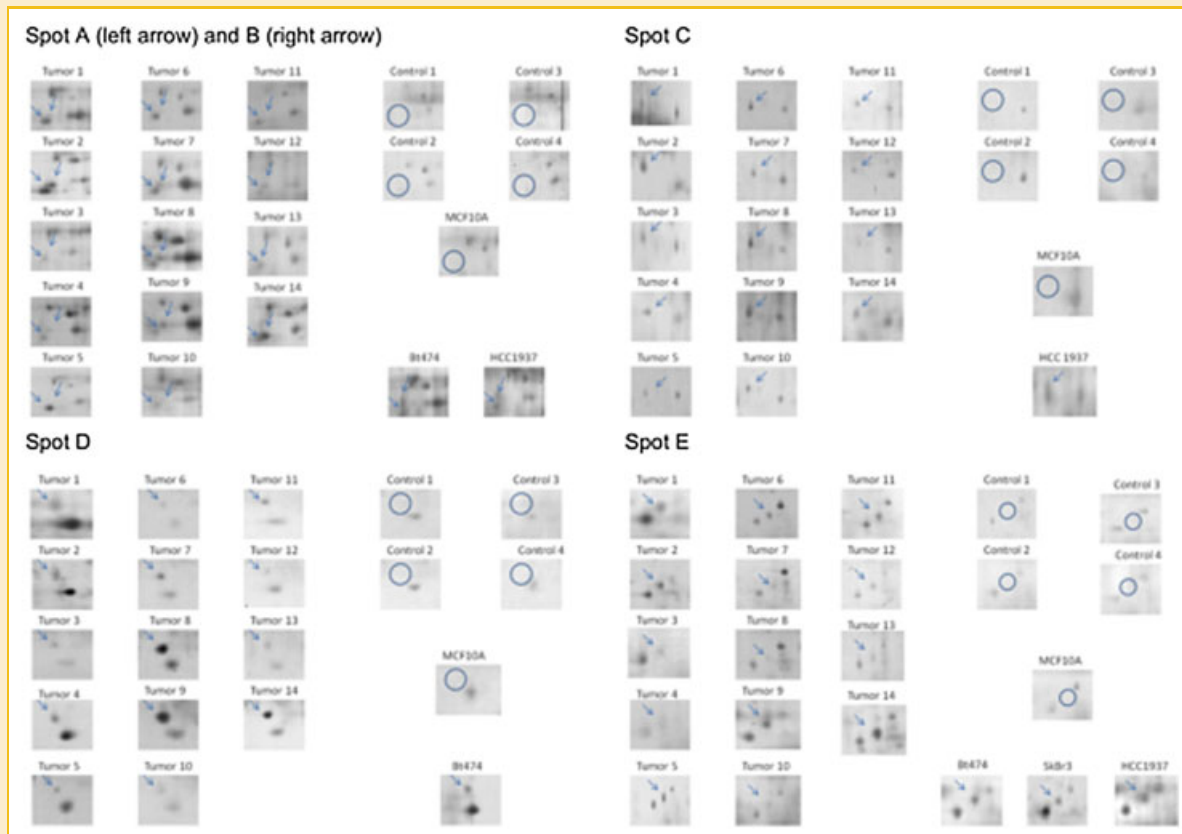 Spot A (left arrow) and B (right arrow)
Tumor 1 Tumor 6 Tumor 11 Control 1 Control 3
Tumor 2 Tumor 7 Tumor 12 Control 2 Control 4
Tumor 3 Tumor 8 Tumor 13 MCF10A
Tumor 4 Tumor 9 Tumor 14
Tumor 5 Tumor 10 Bt474 HCC1937
Spot C
Tumor 1 Tumor 6 Tumor 11 Control 1 Control 3
Tumor 2 Tumor 7 Tumor 12 Control 2 Control 4
Tumor 3 Tumor 8 Tumor 13 MCF10A
Tumor 4 Tumor 9 Tumor 14
Tumor 5 Tumor 10 HCC 1937
Spot D
Tumor 1 Tumor 6 Tumor 11 Control 1 Control 3
Tumor 2 Tumor 7 Tumor 12 Control 2 Control 4
Tumor 3 Tumor 8 Tumor 13 MCF10A
Tumor 4 Tumor 9 Tumor 14
Tumor 5 Tumor 10 Bt474
Spot E
Tumor 1 Tumor 6 Tumor 11 Control 1 Control 3
Tumor 2 Tumor 7 Tumor 12 Control 2 Control 4
Tumor 3 Tumor 8 Tumor 13 MCF10A
Tumor 4 Tumor 9 Tumor 14
Tumor 5 Tumor 10 Bt474 SkBr3 HCC1937